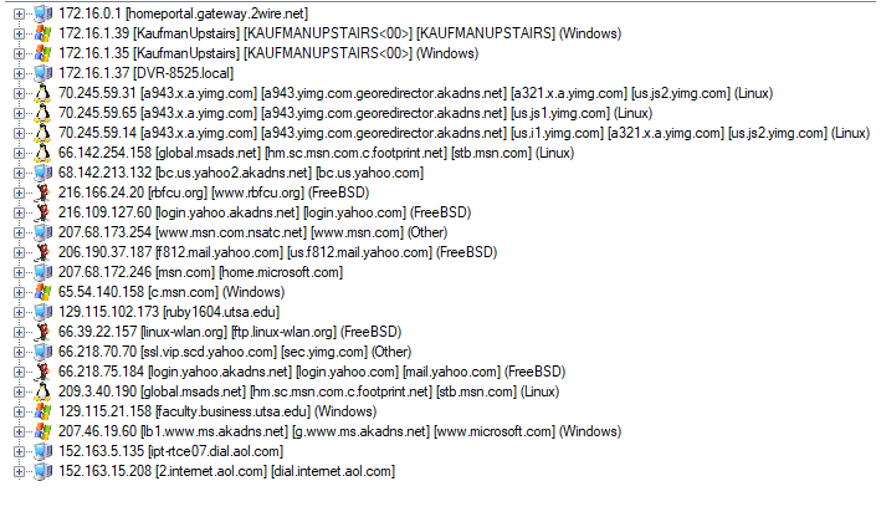 172.16.0.1 [homeportal.gateway.2wire.net]
172.16.1.39 [KaufmanUpstairs] [KAUFMANUPSTAIRS<00>] [KAUFMANUPSTAIRS] (Windows)
172.16.1.35 [KaufmanUpstairs] [KAUFMANUPSTAIRS<00>] (Windows)
172.16.1.37 [DVR-8525.local]
70.245.59.31 [a943.x.a.yimg.com] [a943.yimg.com.georedirector.akadns.net] [a321.x.a.yimg.com] [us.js2.yimg.com] (Linux)
70.245.59.65 [a943.x.a.yimg.com] [a943.yimg.com.georedirector.akadns.net] [us.js1.yimg.com] (Linux)
70.245.59.14 [a943.x.a.yimg.com] [a943.yimg.com.georedirector.akadns.net] [us.i1.yimg.com] [a321.x.a.yimg.com] [us.js2.yimg.com] (Linux)
66.142.254.158 [global.msads.net] [hm.sc.msn.com.c.footprint.net] [stb.msn.com] (Linux)
68.142.213.132 [bc.us.yahoo2.akadns.net] [bc.us.yahoo.com]
216.166.24.20 [rbfcu.org] [www.rbfcu.org] (FreeBSD)
216.109.127.60 [login.yahoo.akadns.net] [login.yahoo.com] (FreeBSD)
207.68.173.254 [www.msn.com.nsatc.net] [www.msn.com] (Other)
206.190.37.187 [f812.mail.yahoo.com] [us.f812.mail.yahoo.com] (FreeBSD)
207.68.172.246 [msn.com] [home.microsoft.com]
65.54.140.158 [c.msn.com] (Windows)
129.115.102.173 [ruby1604.utsa.edu]
66.39.22.157 [linux-wlan.org] [ftp.linux-wlan.org] (FreeBSD)
66.218.70.70 [ssl.vip.scd.yahoo.com] [sec.yimg.com] (Other)
66.218.75.184 [login.yahoo.akadns.net] [login.yahoo.com] [mail.yahoo.com] (FreeBSD)
209.3.40.190 [global.msads.net] [hm.sc.msn.com.c.footprint.net] [stb.msn.com] (Linux)
129.115.21.158 [faculty.business.utsa.edu] (Windows)
207.46.19.60 [lb1.www.ms.akadns.net] [g.www.ms.akadns.net] [www.microsoft.com] (Windows)
152.163.5.135 [ipt-rtce07.dial.aol.com]
152.163.15.208 [2.internet.aol.com] [dial.internet.aol.com]